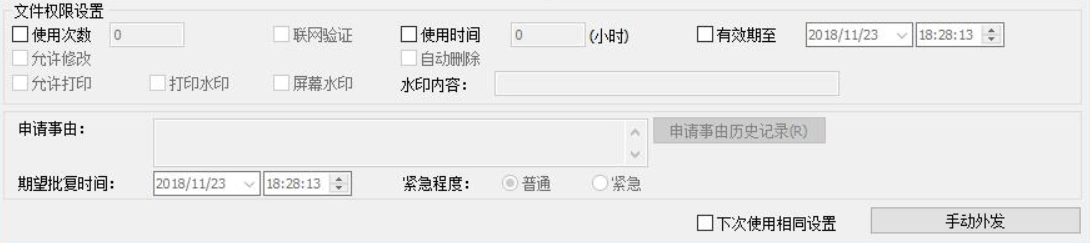 文件权限设置
使用次数 0 联网验证 使用时间 0 (小时) 有效期至 2018/11/23 18:28:13
允许修改 自动删除
允许打印 打印水印 屏幕水印 水印内容：
申请事由： 申请事由历史记录(R)
期望批复时间： 2018/11/23 18:28:13 紧急程度： 普通 紧急
下次使用相同设置 手动外发